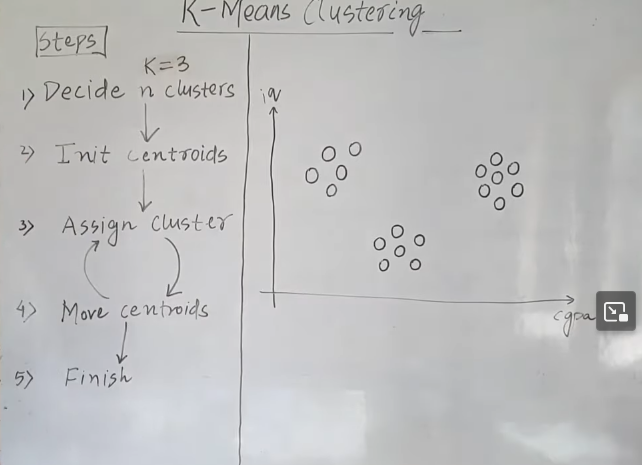 K-Means Clustering
Steps
K=3
1) Decide n clusters
2) Init centroids
3) Assign cluster
4) Move centroids
5) Finish
iq
cgpa